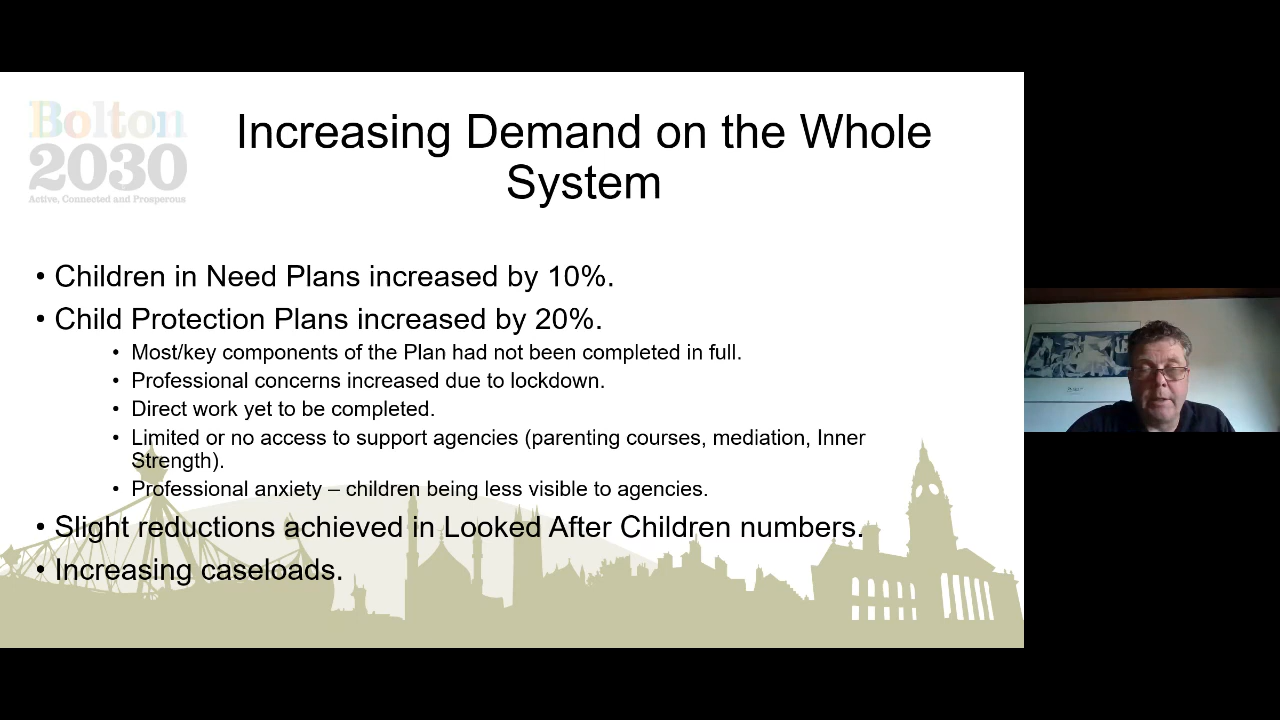 Bolton
2030
Active, Connected and Prosperous
Increasing Demand on the Whole
System
• Children in Need Plans increased by 10%.
• Child Protection Plans increased by 20%.
• Most/key components of the Plan had not been completed in full.
• Professional concerns increased due to lockdown.
• Direct work yet to be completed.
• Limited or no access to support agencies (parenting courses, mediation, Inner
Strength).
• Professional anxiety – children being less visible to agencies.
• Slight reductions achieved in Looked After Children numbers.
• Increasing caseloads.